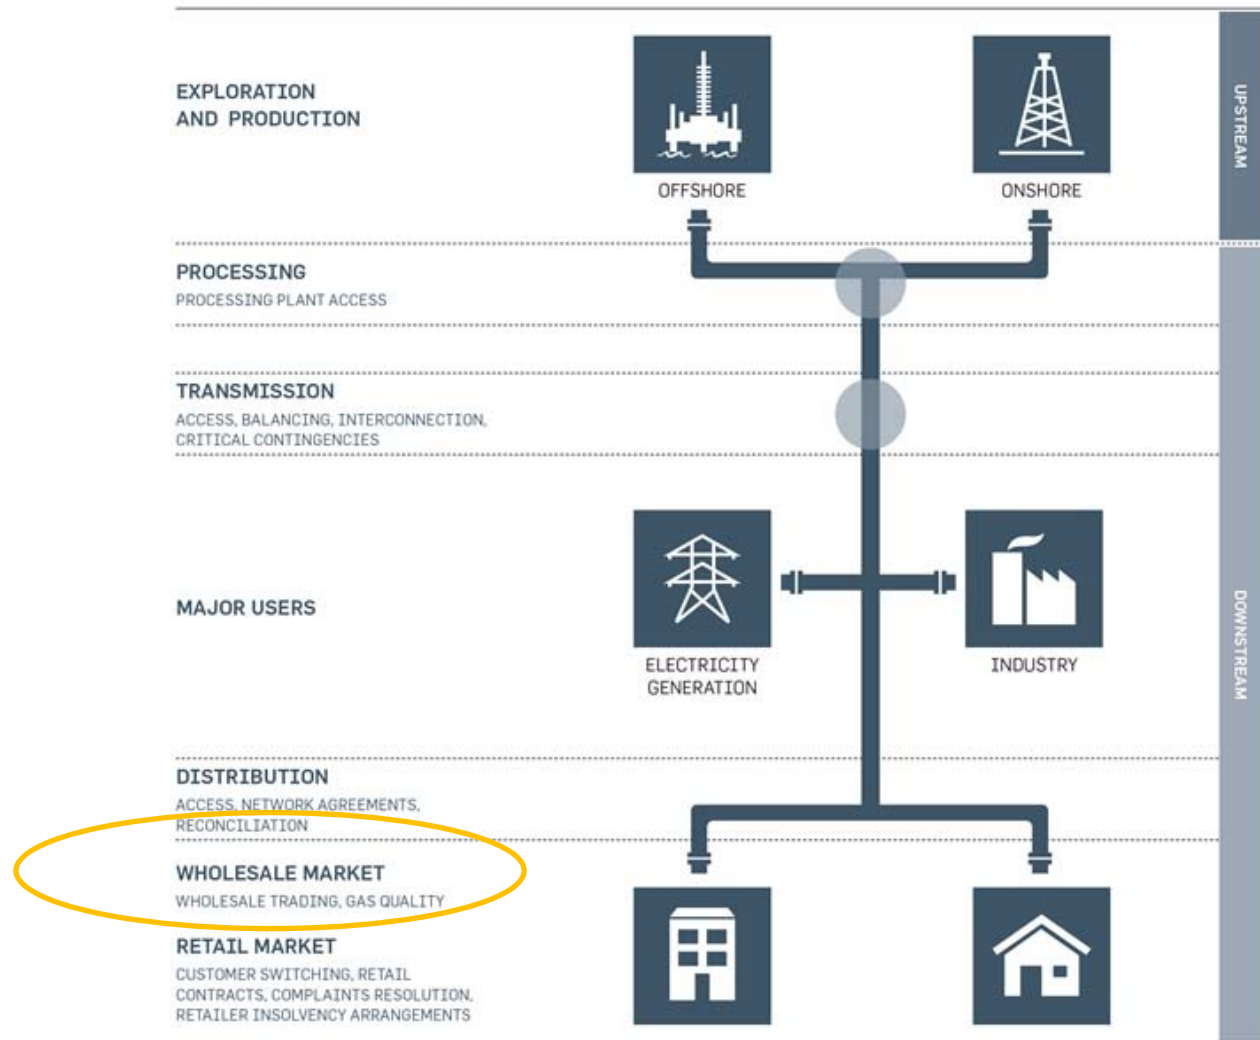 EXPLORATION
AND PRODUCTION
OFFSHORE
ONSHORE
UPSTREAM
PROCESSING
PROCESSING PLANT ACCESS
TRANSMISSION
ACCESS, BALANCING, INTERCONNECTION,
CRITICAL CONTINGENCIES
MAJOR USERS
ELECTRICITY
GENERATION
INDUSTRY
DOWNSTREAM
DISTRIBUTION
ACCESS, NETWORK AGREEMENTS,
RECONCILIATION
WHOLESALE MARKET
WHOLESALE TRADING, GAS QUALITY
RETAIL MARKET
CUSTOMER SWITCHING, RETAIL
CONTRACTS, COMPLAINTS RESOLUTION,
RETAILER INSOLVENCY ARRANGEMENTS